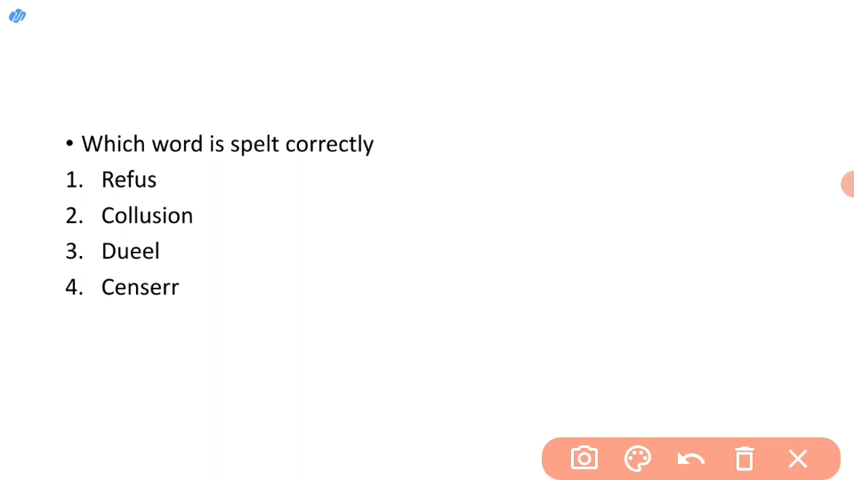 • Which word is spelt correctly
1. Refus
2. Collusion
3. Dueel
4. Censerr